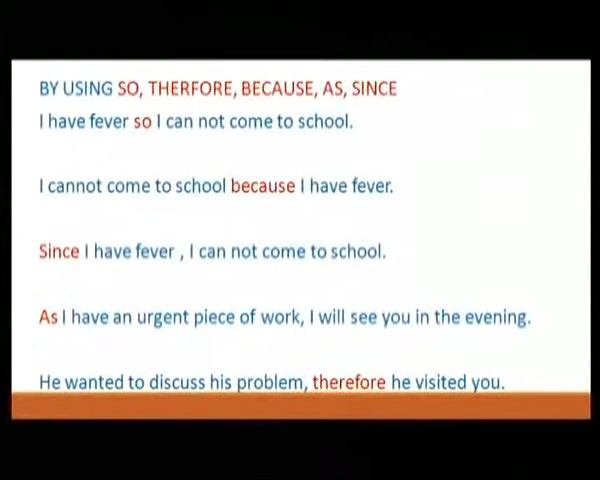 BY USING SO, THERFORE, BECAUSE, AS, SINCE
I have fever so I can not come to school.
I cannot come to school because I have fever.
Since I have fever , I can not come to school.
As I have an urgent piece of work, I will see you in the evening.
He wanted to discuss his problem, therefore he visited you.